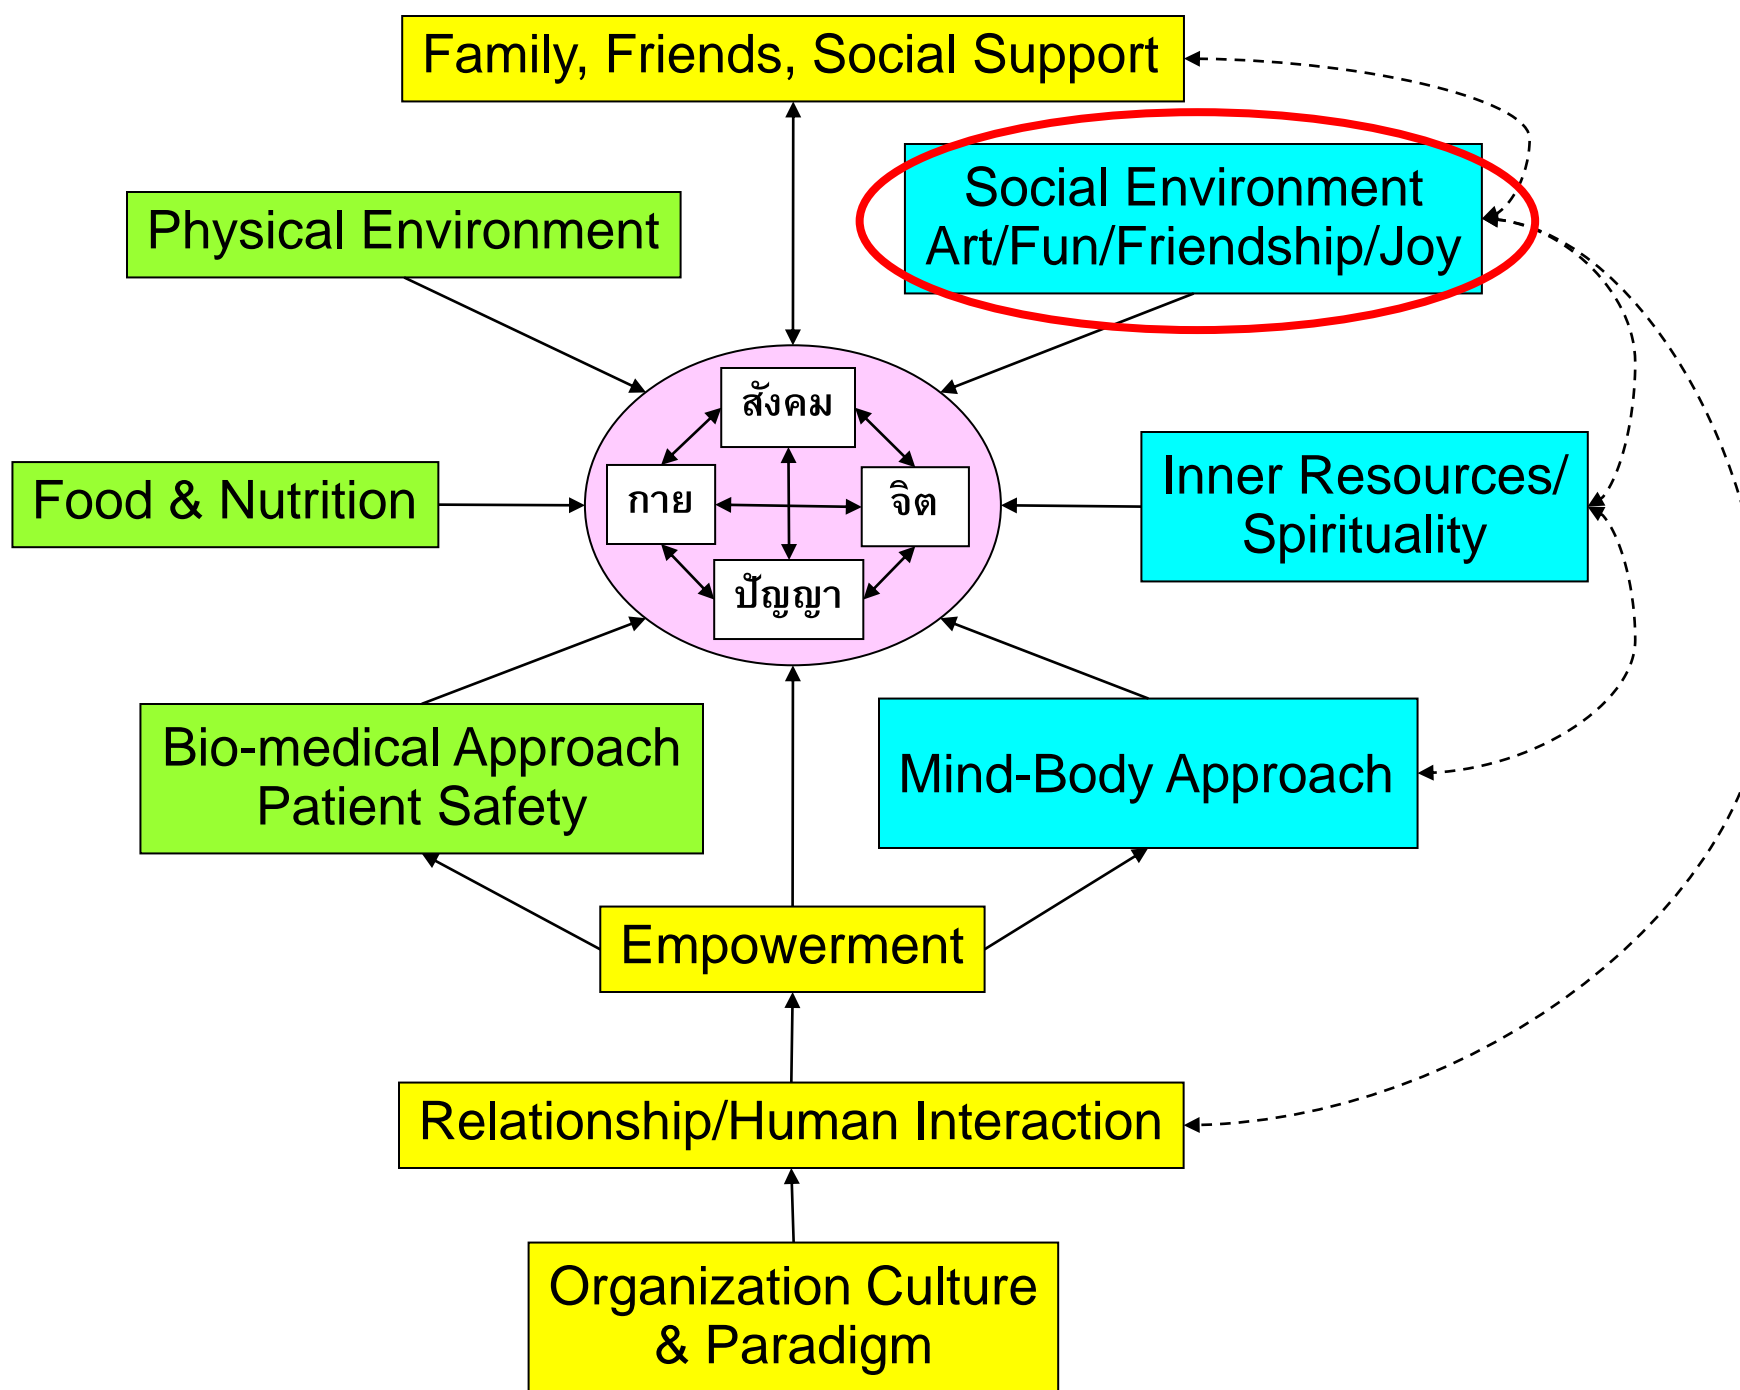 Family, Friends, Social Support
Physical Environment
Social Environment
Art/Fun/Friendship/Joy
สังคม
กาย
จิต
ปัญญา
Food & Nutrition
Inner Resources/
Spirituality
Bio-medical Approach
Patient Safety
Mind-Body Approach
Empowerment
Relationship/Human Interaction
Organization Culture
& Paradigm